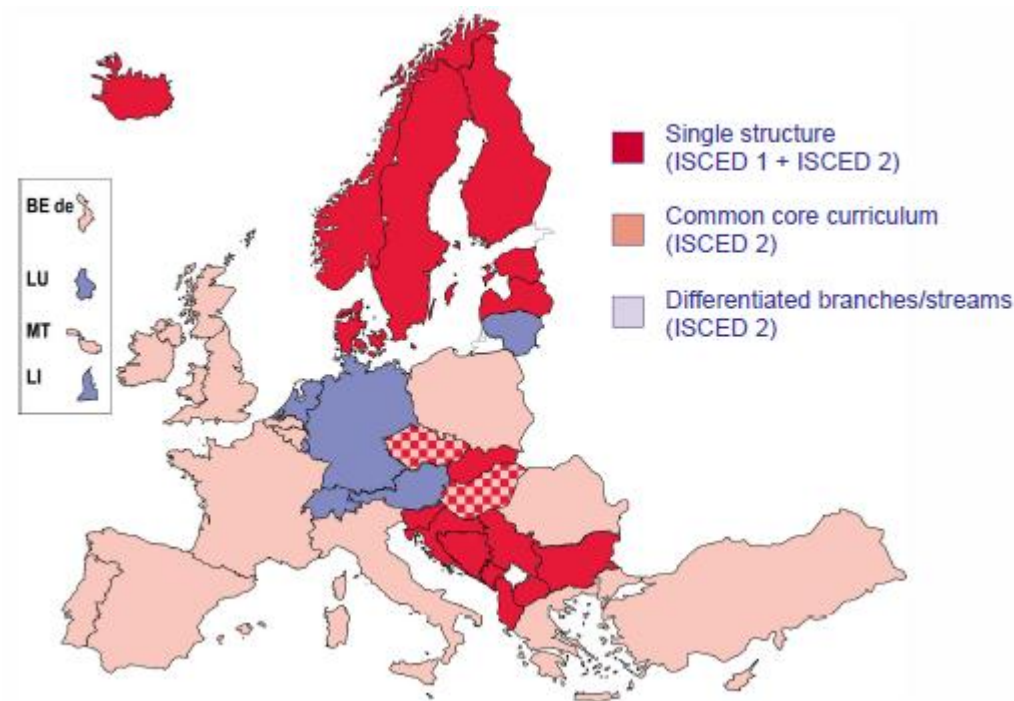 Single structure
(ISCED 1 + ISCED 2)
Common core curriculum
(ISCED 2)
Differentiated branches/streams
(ISCED 2)
BE de
LU
MT
LI